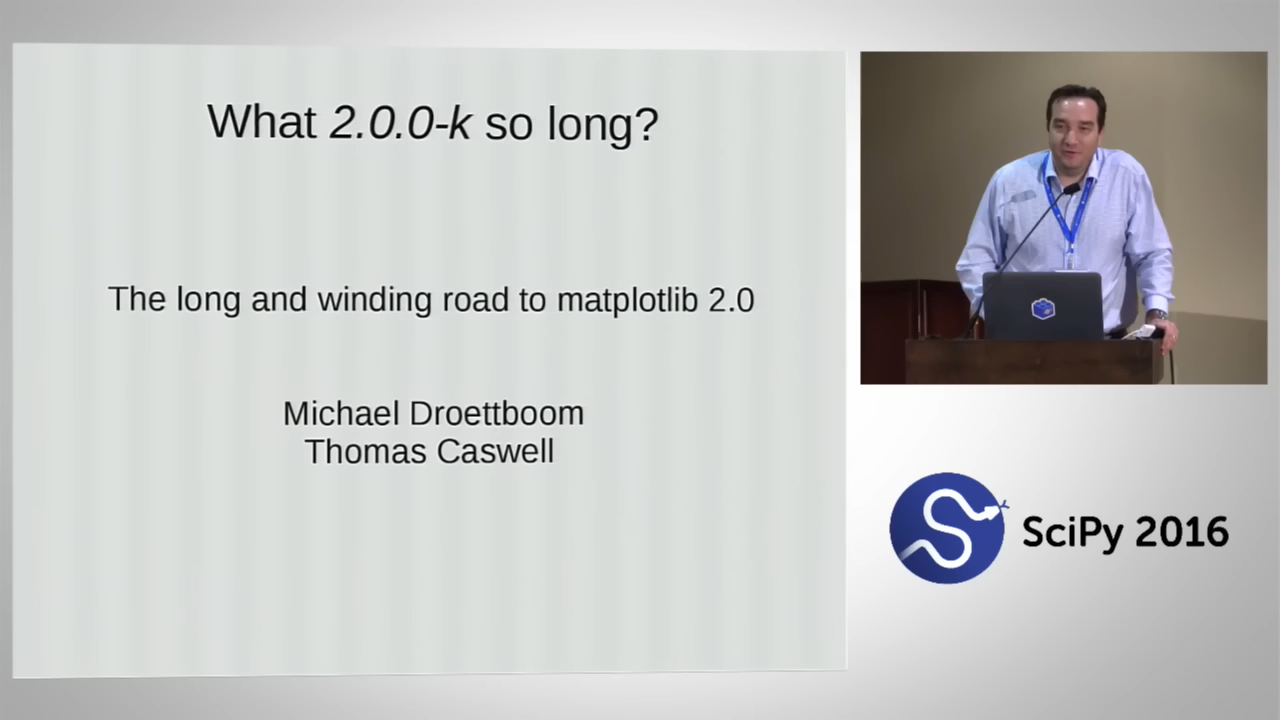 What 2.0.0-k so long?
The long and winding road to matplotlib 2.0
Michael Droettboom
Thomas Caswell
SciPy 2016